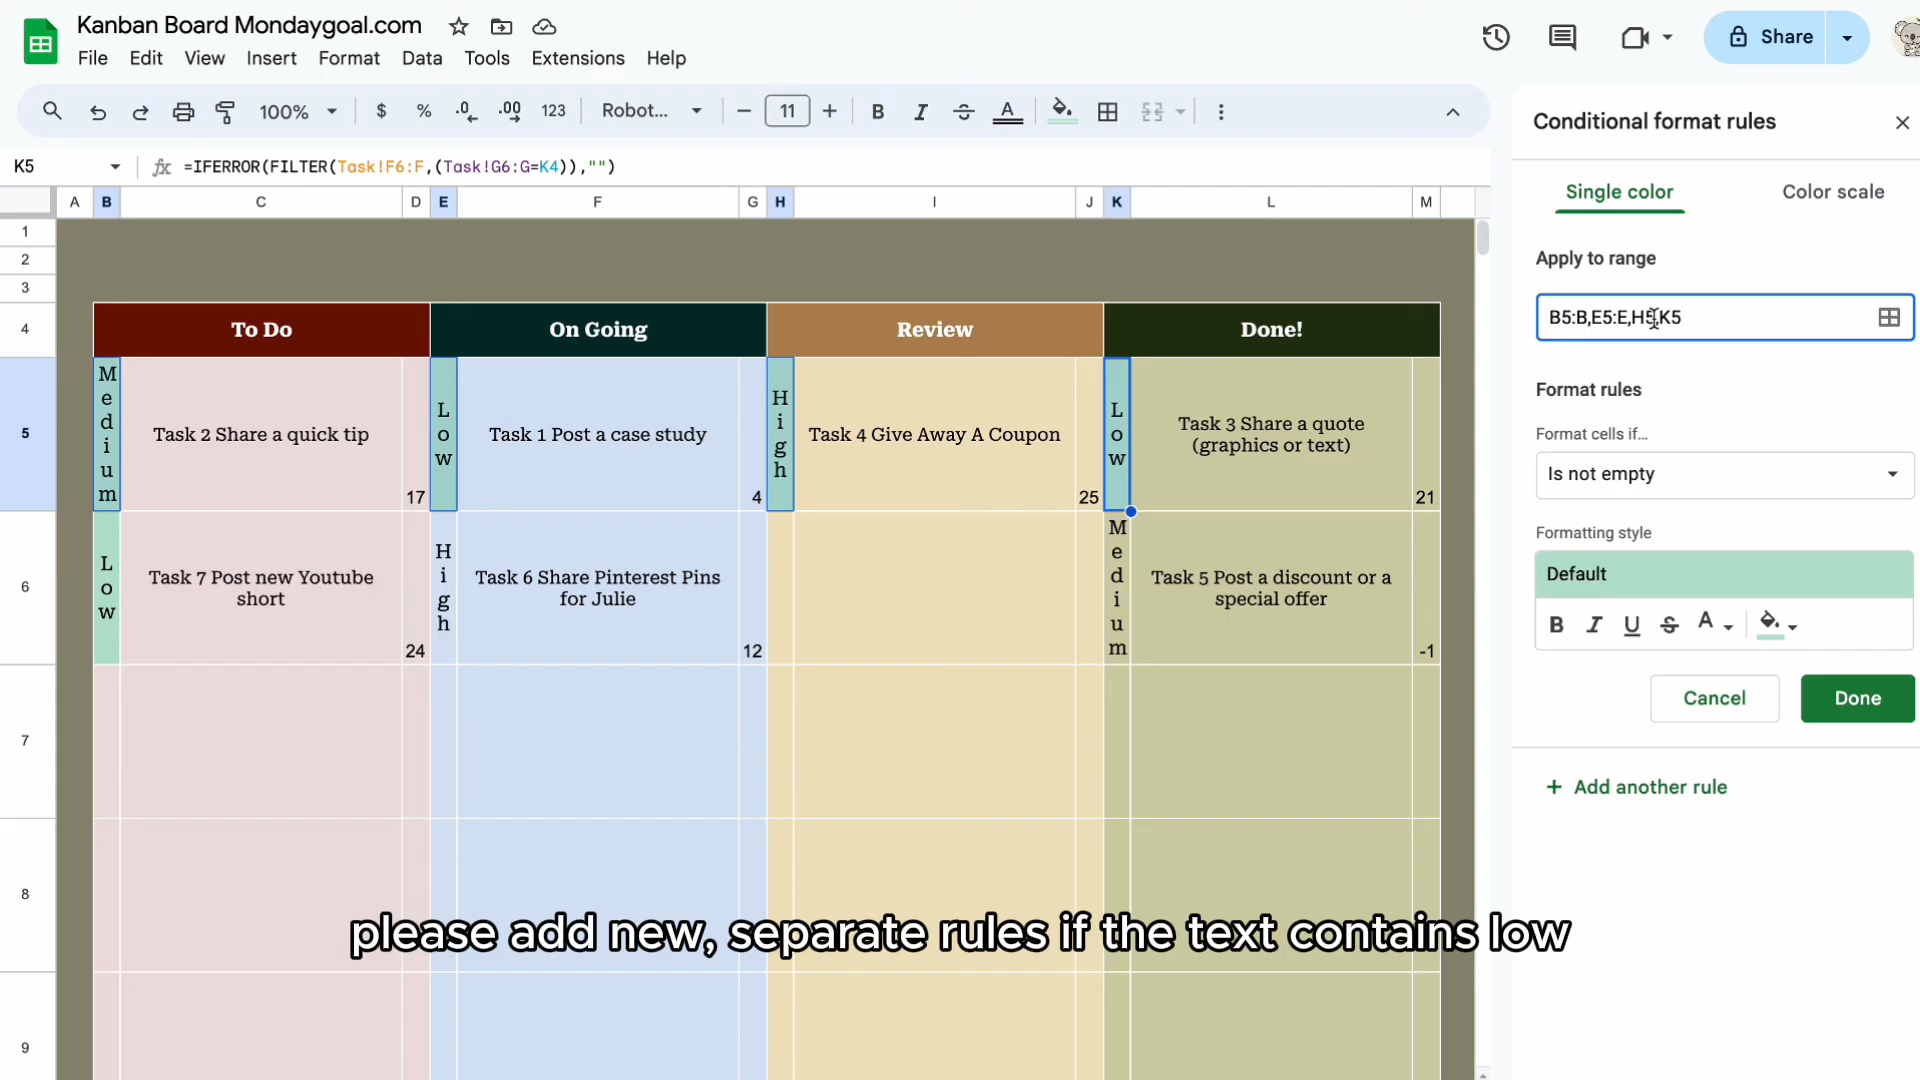 Kanban Board Mondaygoal.com
File Edit View Insert Format Data Tools Extensions Help
Share
100% $ % .0 .00 123 Robot... 11 B I S A
K5 fx =IFERROR(FILTER(Task!F6:F,(Task!G6:G=K4)),"")
A B C D E F G H I J K L M
1
2
3
4 To Do On Going Review Done!
5 Medium Task 2 Share a quick tip 17 Low Task 1 Post a case study 4 High Task 4 Give Away A Coupon 25 Low Task 3 Share a quote (graphics or text) 21
6 Low Task 7 Post new Youtube short 24 High Task 6 Share Pinterest Pins for Julie 12 Medium Task 5 Post a discount or a special offer -1
7
8
9
please add new, separate rules if the text contains low
Conditional format rules
Single color Color scale
Apply to range
B5:B,E5:E,H5,K5
Format rules
Format cells if…
Is not empty
Formatting style
Default
B I U S A
Cancel Done
+ Add another rule